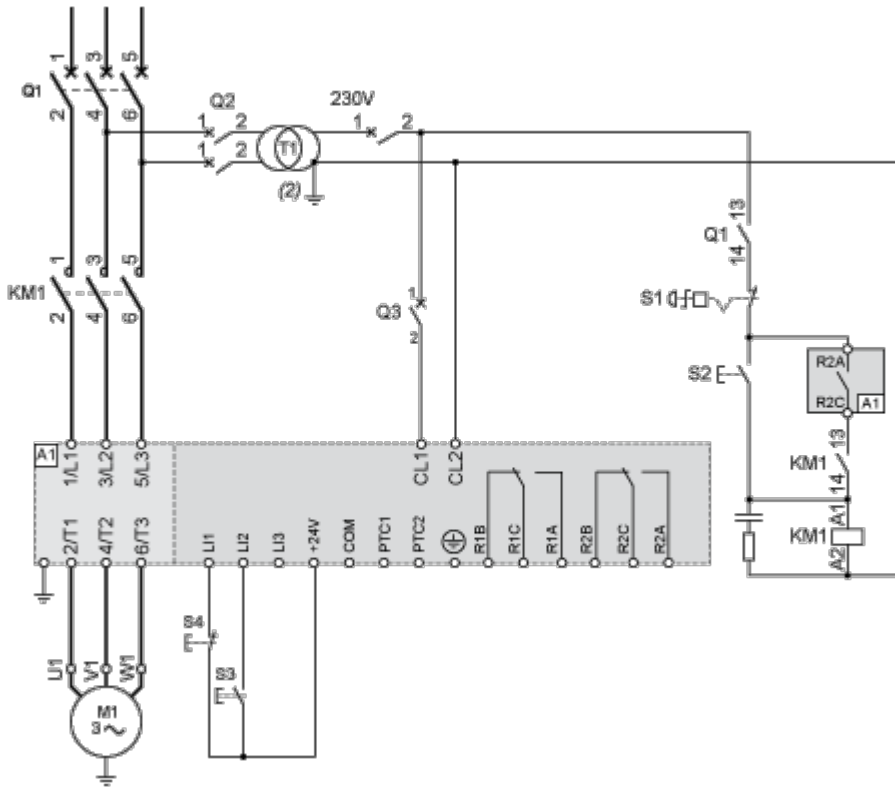 1 3 5
Q1
2 4 6
Q2 230V
1 2 1 2
1 2
T1
(2)
13
Q1
14
1 3 5
KM1
2 4 6
S1
1
Q3
2
S2
R2A
R2C A1
13
KM1
14
A1
KM1
A2
A1
1/L1 3/L2 5/L3 CL1 CL2
2/T1 4/T2 6/T3 LI1 LI2 LI3 +24V COM PTC1 PTC2 R1B R1C R1A R2B R2C R2A
S4
S3
U1 V1 W1
M1
3